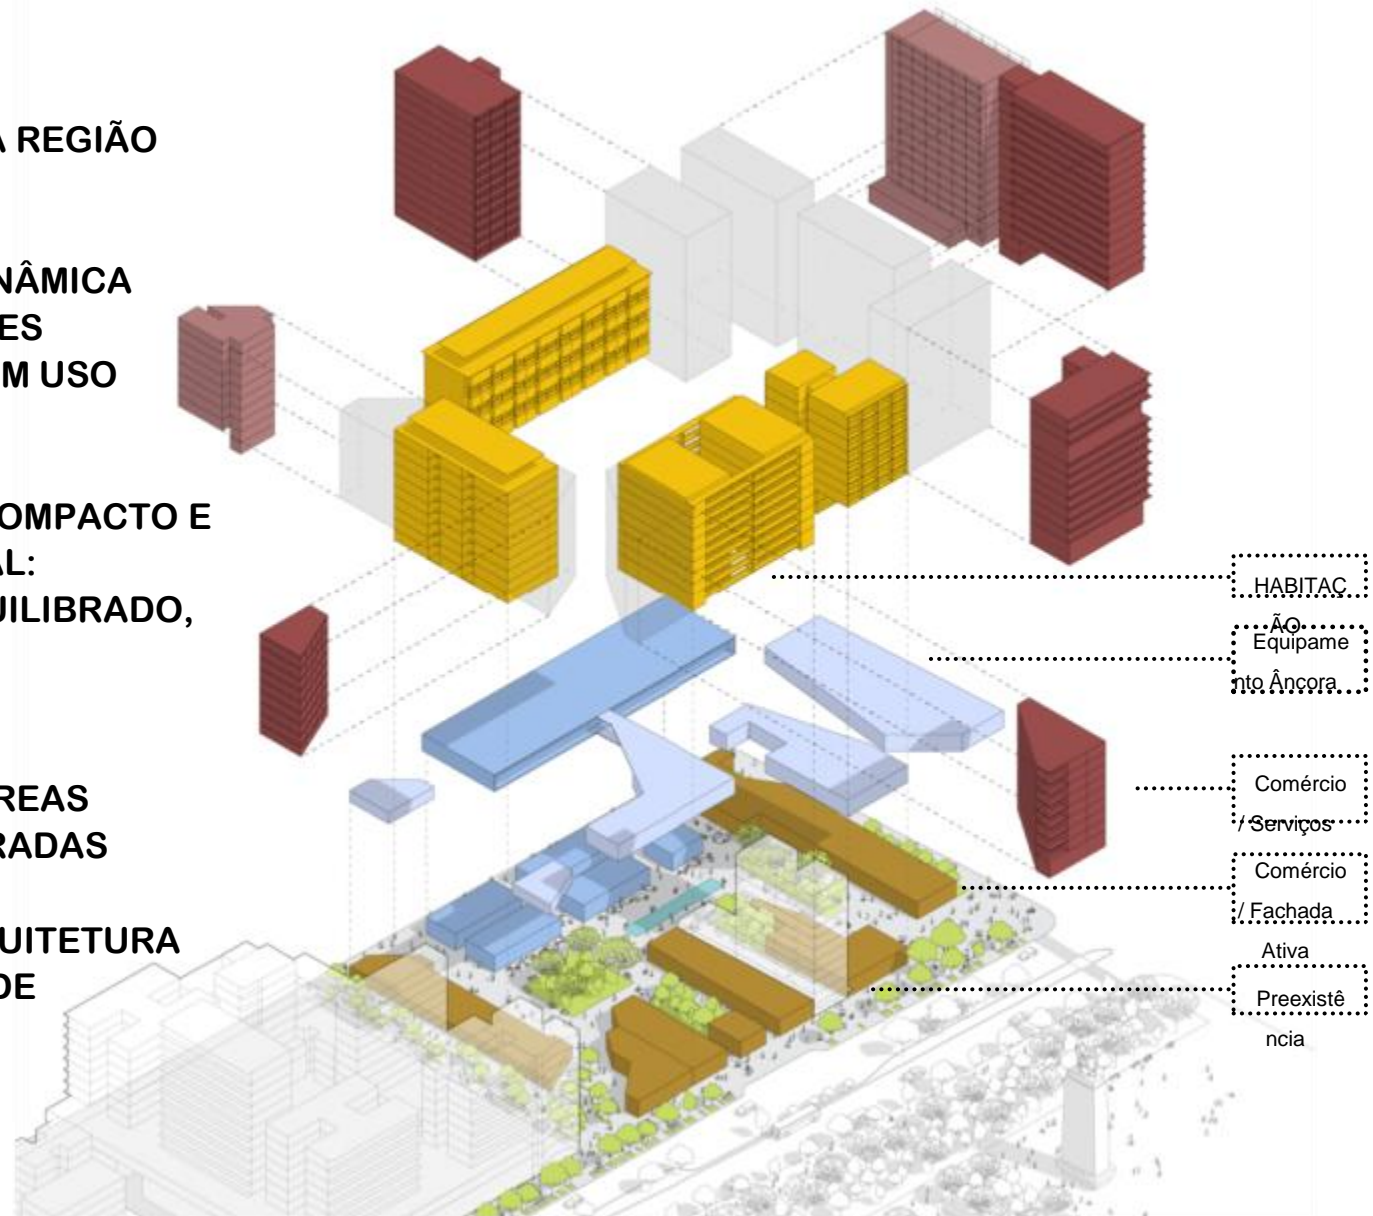 A REGIÃO
NÂMICA
ES
M USO
OMPACTO E
AL:
UILIBRADO,
REAS
RADAS
UITETURA
DE
HABITAÇ
ÃO
Equipame
nto Âncora
Comércio
/ Serviços
Comércio
/ Fachada
Ativa
Preexistê
ncia